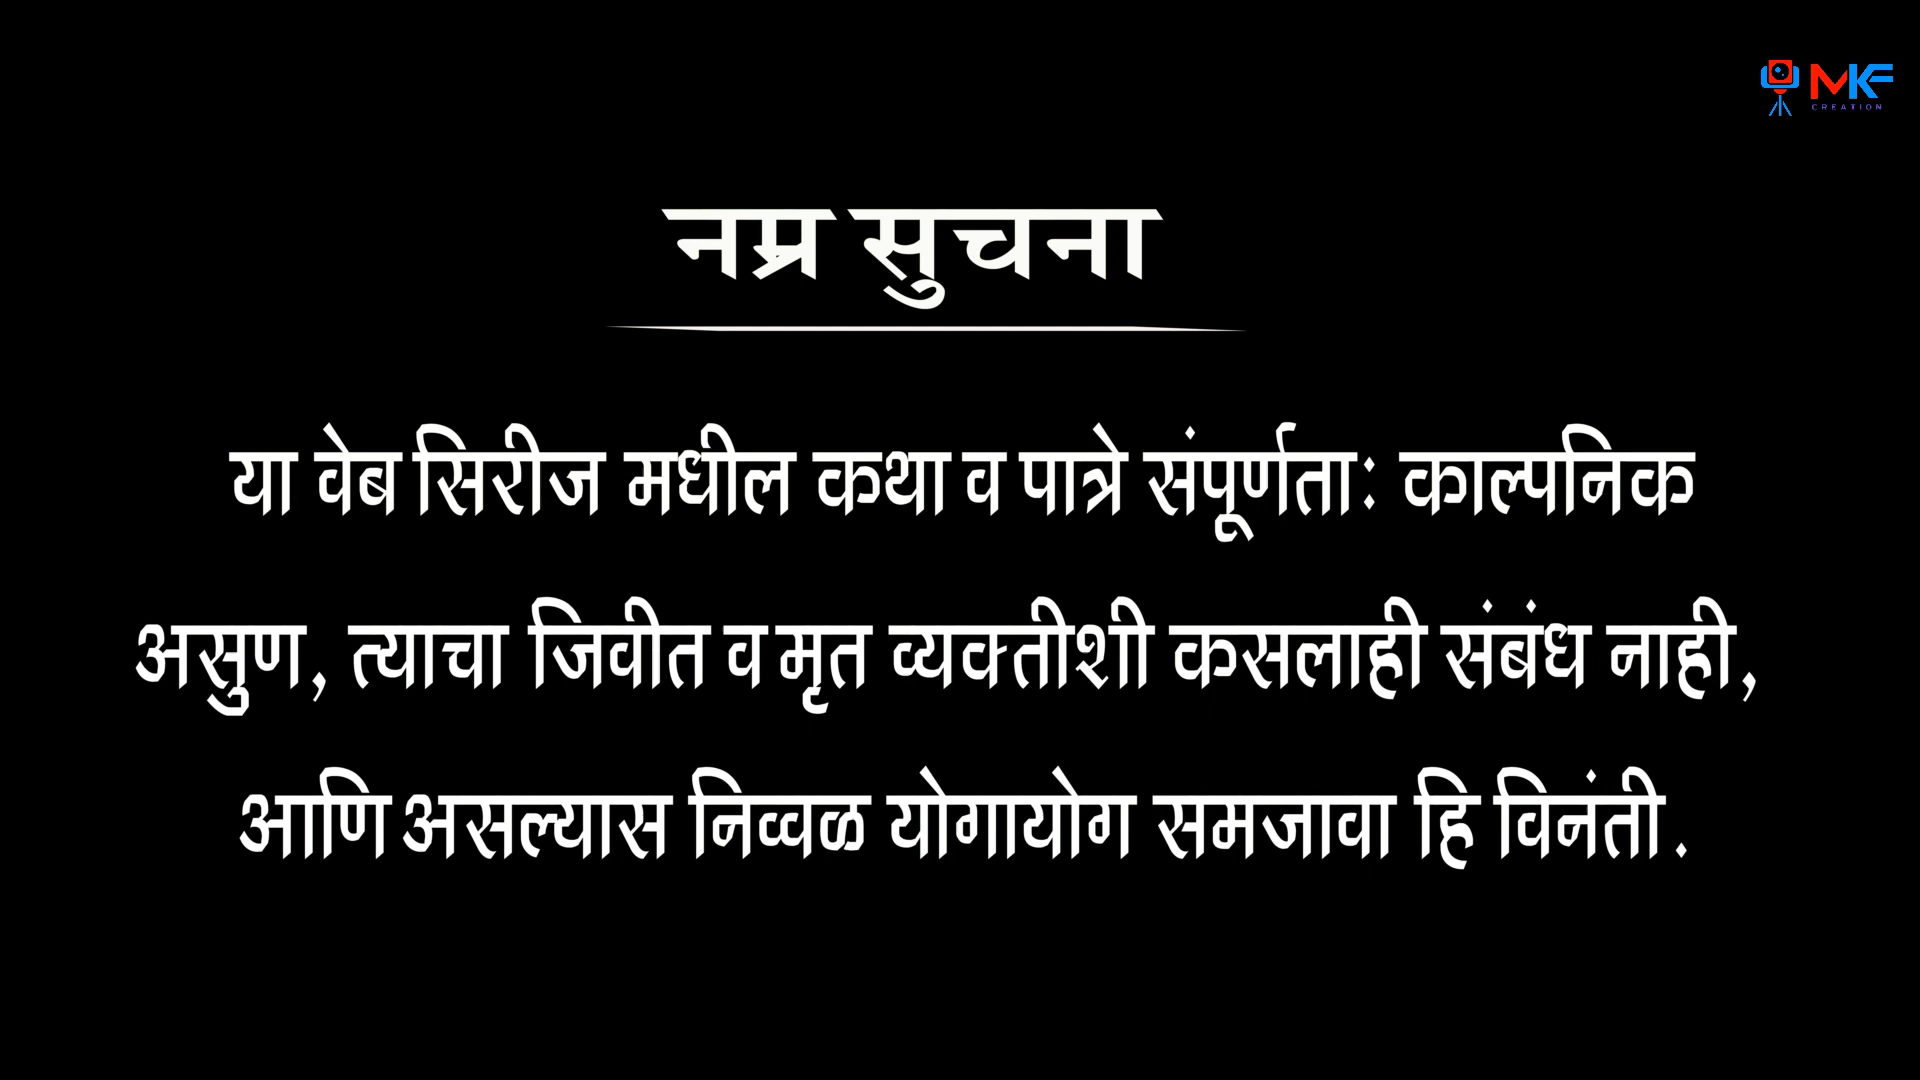 MKF
CREATION
नम्र सुचना
या वेब सिरीज मधील कथा व पात्रे संपूर्णताः काल्पनिक
असुण, त्याचा जिवीत व मृत व्यक्तीशी कसलाही संबंध नाही,
आणि असल्यास निव्वळ योगायोग समजावा हि विनंती.